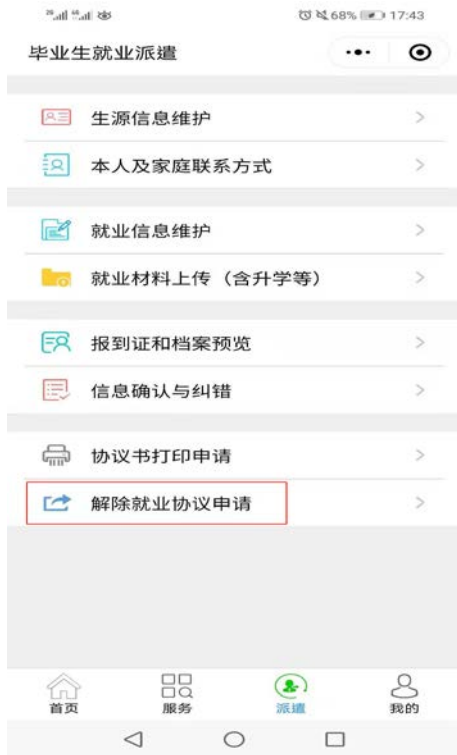 68% 17:43
毕业生就业派遣
生源信息维护
本人及家庭联系方式
就业信息维护
就业材料上传（含升学等）
报到证和档案预览
信息确认与纠错
协议书打印申请
解除就业协议申请
首页 服务 派遣 我的